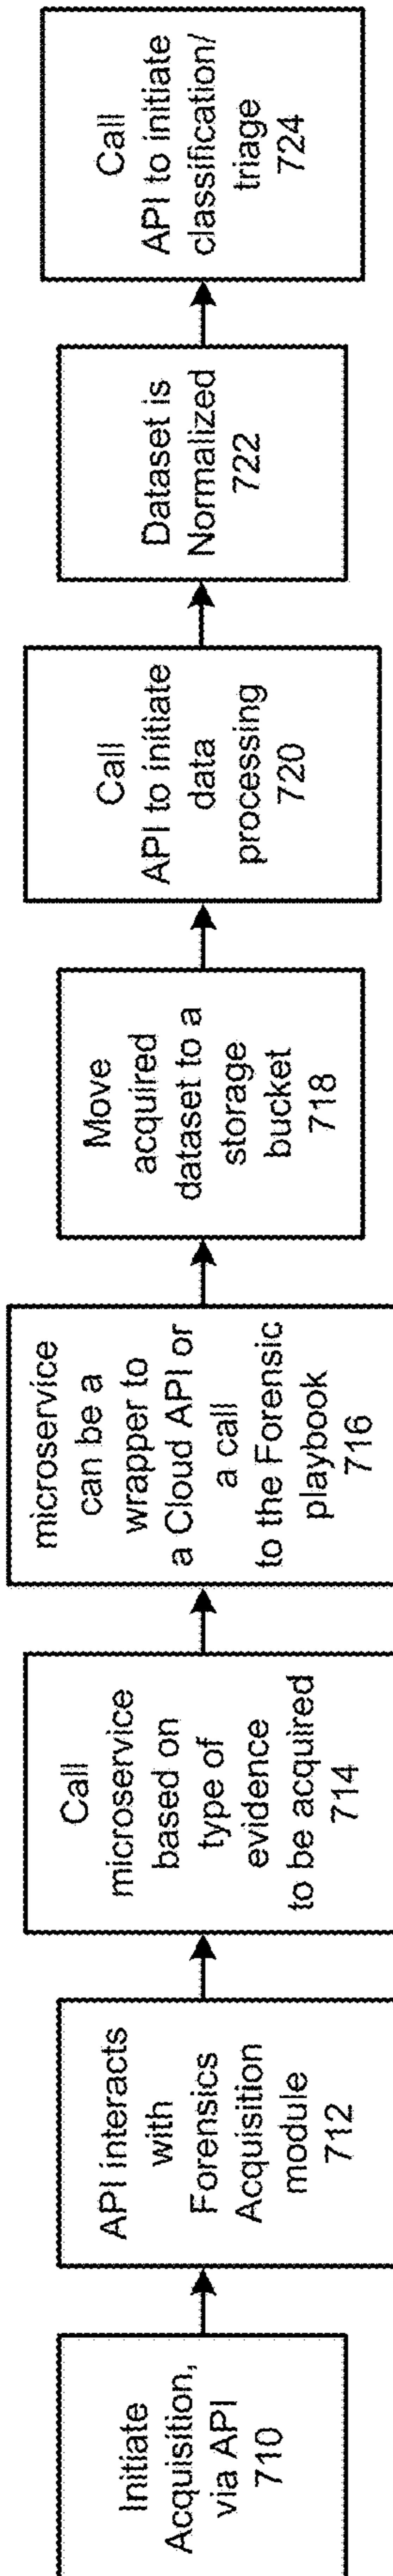 Initiate
Acquisition,
via API
710
API interacts
with
Forensics
Acquisition
module
712
Call
microservice
based on
type of
evidence
to be acquired
714
microservice
can be a
wrapper to
a Cloud API or
a call
to the Forensic
playbook
716
Move
acquired
dataset to a
storage
bucket
718
Call
API to initiate
data
processing
720
Dataset is
Normalized
722
Call
API to initiate
classification/
triage
724